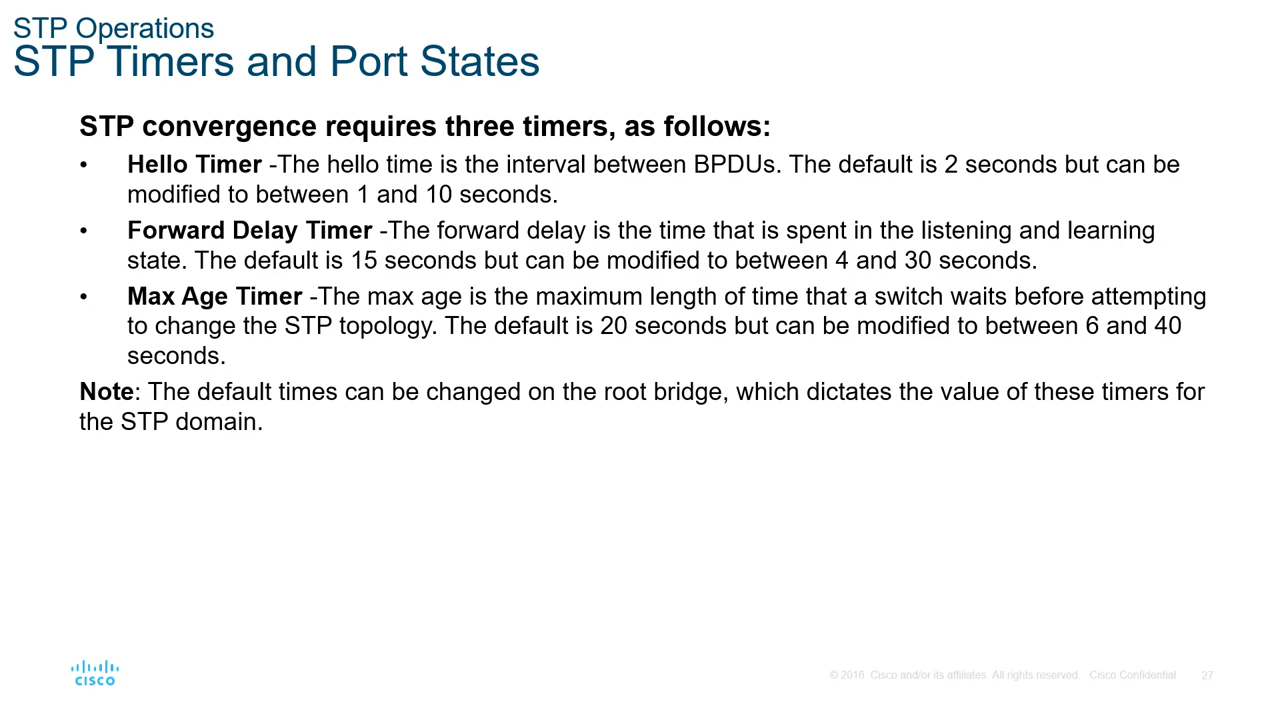 STP Operations
STP Timers and Port States
STP convergence requires three timers, as follows:
• Hello Timer -The hello time is the interval between BPDUs. The default is 2 seconds but can be
modified to between 1 and 10 seconds.
• Forward Delay Timer -The forward delay is the time that is spent in the listening and learning
state. The default is 15 seconds but can be modified to between 4 and 30 seconds.
• Max Age Timer -The max age is the maximum length of time that a switch waits before attempting
to change the STP topology. The default is 20 seconds but can be modified to between 6 and 40
seconds.
Note: The default times can be changed on the root bridge, which dictates the value of these timers for
the STP domain.
CISCO
© 2016 Cisco and/or its affiliates. All rights reserved. Cisco Confidential 27